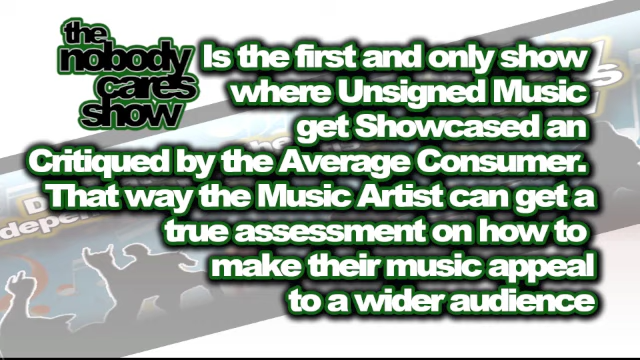 the
nobody
cares
show
Is the first and only show
where Unsigned Music
get Showcased an
Critiqued by the Average Consumer.
That way the Music Artist can get a
true assessment on how to
make their music appeal
to a wider audience